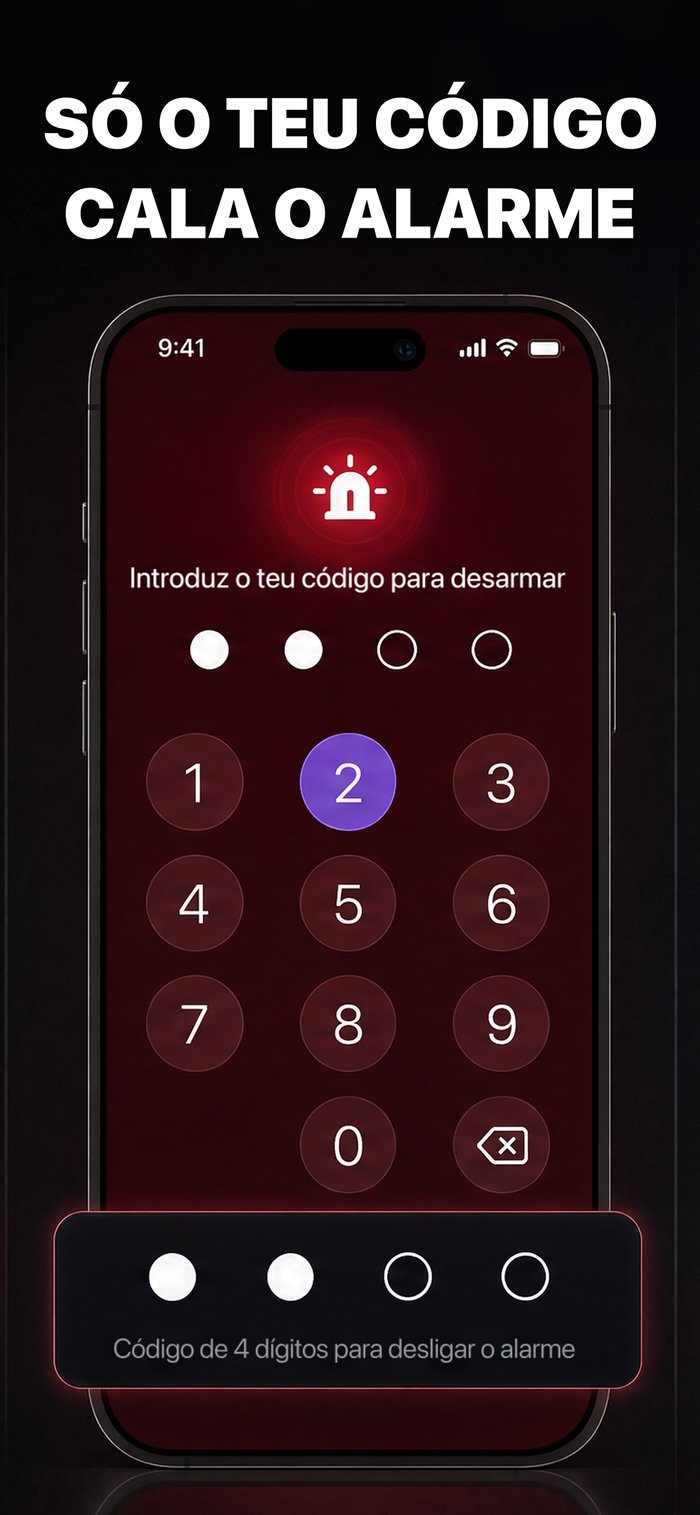 SÓ O TEU CÓDIGO
CALA O ALARME
9:41
Introduz o teu código para desarmar
1 2 3
4 5 6
7 8 9
0
Código de 4 dígitos para desligar o alarme